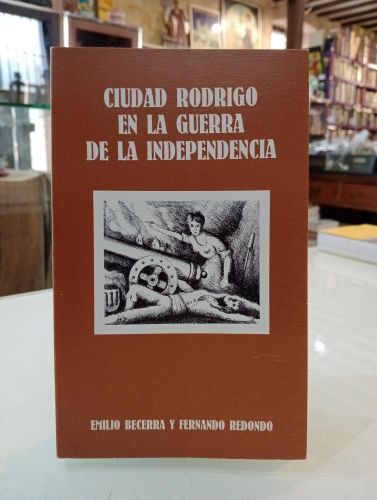 CIUDAD RODRIGO
EN LA GUERRA
DE LA INDEPENDENCIA
EMILIO BECERRA Y FERNANDO REDONDO